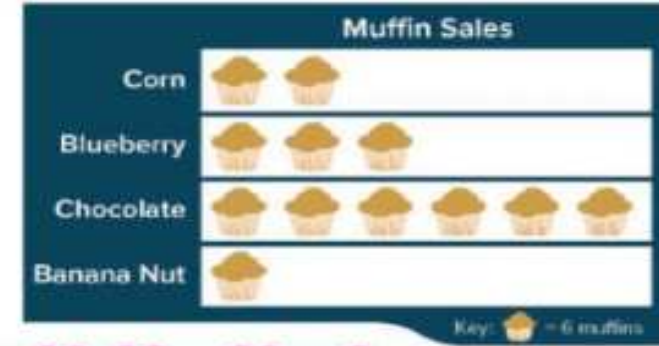 Muffin Sales
Corn
Blueberry
Chocolate
Banana Nut
Key: = 6 muffins